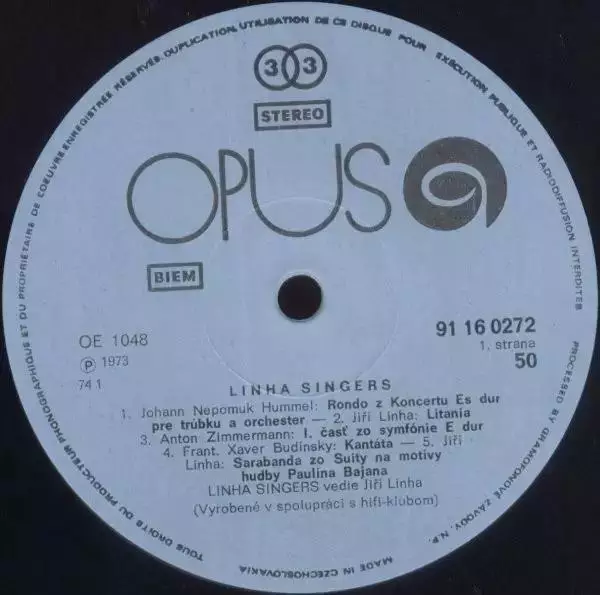 TOUS DROITS DU PRODUCTEUR PHONOGRAPHIQUE ET DU PROPRIÉTAIRE DE L'OEUVRE ENREGISTRÉE RÉSERVÉS. DUPLICATION, UTILISATION DE CE DISQUE POUR EXÉCUTION PUBLIQUE ET RADIODIFFUSION INTERDITES
PROCESSED BY GRAMOFONOVÉ ZÁVODY, N.P.
MADE IN CZECHOSLOVAKIA
33
STEREO
OPUS
BIEM
OE 1048
91 16 0272
Ⓟ 1973
1. strana
74 1
50
LINHA SINGERS
1. Johann Nepomuk Hummel: Rondo z Koncertu Es dur
pre trúbku a orchester — 2. Jiří Linha: Litania
3. Anton Zimmermann: I. časť zo symfónie E dur
4. Frant. Xaver Budínsky: Kantáta — 5. Jiří
Linha: Sarabanda zo Suity na motívy
hudby Paulína Bajana
LINHA SINGERS vedie Jiří Linha
(Vyrobené v spolupráci s hifi-klubom)